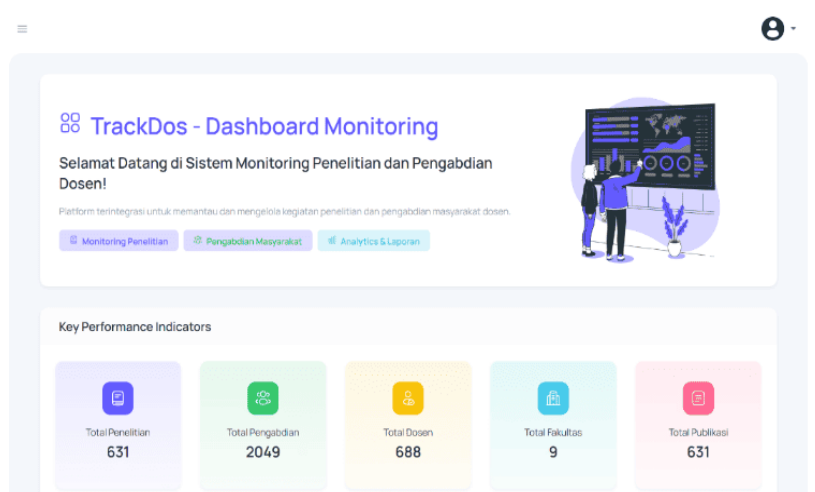 TrackDos - Dashboard Monitoring
Selamat Datang di Sistem Monitoring Penelitian dan Pengabdian
Dosen!
Platform terintegrasi untuk memantau dan mengelola kegiatan penelitian dan pengabdian masyarakat dosen.
Monitoring Penelitian Pengabdian Masyarakat Analytics & Laporan
Key Performance Indicators
Total Penelitian
631
Total Pengabdian
2049
Total Dosen
688
Total Fakultas
9
Total Publikasi
631